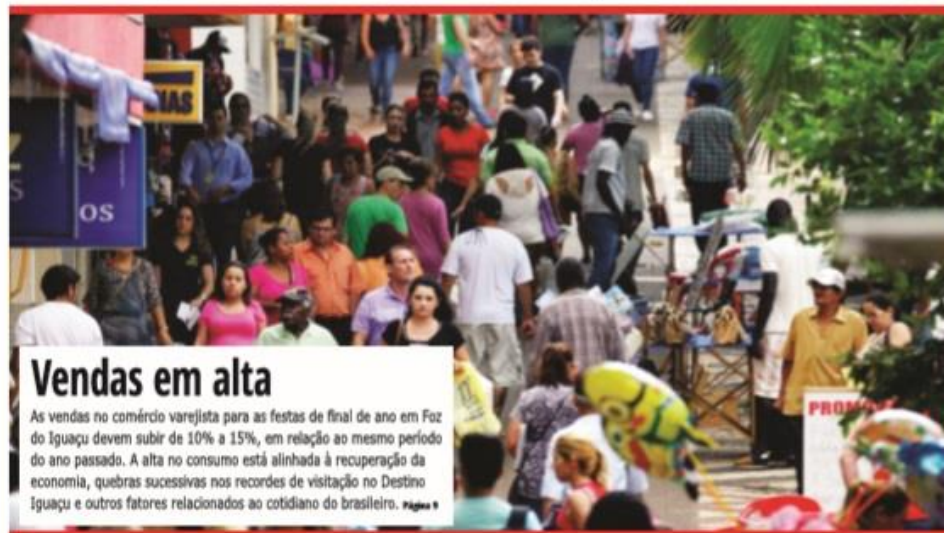 IAS
OS
Vendas em alta
As vendas no comércio varejista para as festas de final de ano em Foz
do Iguaçu devem subir de 10% a 15%, em relação ao mesmo período
do ano passado. A alta no consumo está alinhada à recuperação da
economia, quebras sucessivas nos recordes de visitação no Destino
Iguaçu e outros fatores relacionados ao cotidiano do brasileiro. Página 9
PROM